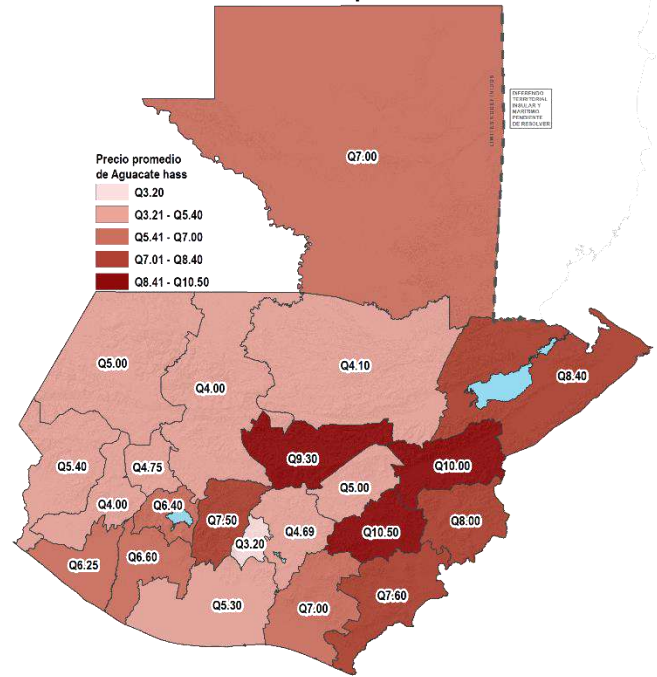 DIFERENDO
TERRITORIAL
INSULAR Y
MARÍTIMO
PENDIENTE
DE RESOLVER
Q7.00
Precio promedio
de Aguacate hass
Q3.20
Q3.21 - Q5.40
Q5.41 - Q7.00
Q7.01 - Q8.40
Q8.41 - Q10.50
Q5.00
Q4.00
Q4.10
Q8.40
Q5.40
Q4.75
Q9.30
Q5.00
Q10.00
Q4.00
Q6.40
Q7.50
Q3.20
Q4.69
Q10.50
Q8.00
Q6.25
Q6.60
Q5.30
Q7.00
Q7.60